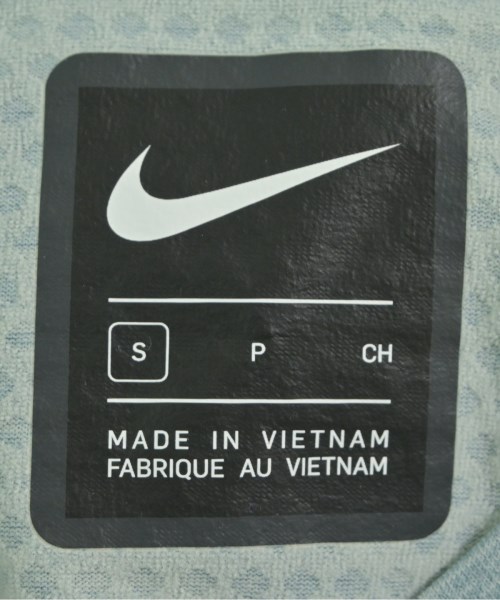 S P CH
MADE IN VIETNAM
FABRIQUE AU VIETNAM